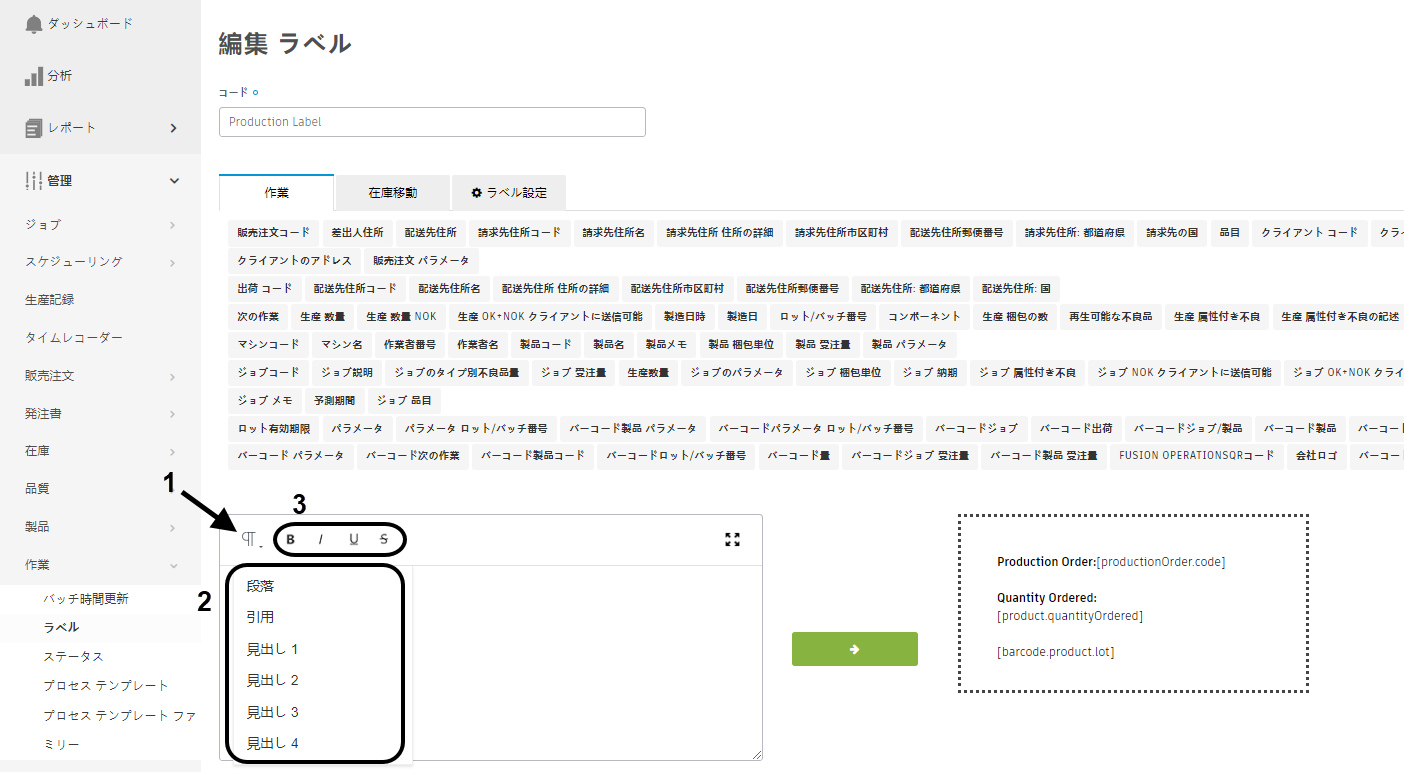 ダッシュボード
分析
レポート
管理
ジョブ
スケジューリング
生産記録
タイムレコーダー
販売注文
発注書
在庫
品質
製品
作業
バッチ時間更新
ラベル
ステータス
プロセス テンプレート
プロセス テンプレート ファ
ミリー
編集 ラベル
コード
Production Label
作業 在庫移動 ラベル設定
販売注文コード 差出人住所 配送先住所 請求先住所コード 請求先住所名 請求先住所 住所の詳細 請求先住所市区町村 配送先住所郵便番号 請求先住所: 都道府県 請求先の国 品目 クライアント コード クライ
クライアントのアドレス 販売注文 パラメータ
出荷 コード 配送先住所コード 配送先住所名 配送先住所 住所の詳細 配送先住所市区町村 配送先住所郵便番号 配送先住所: 都道府県 配送先住所: 国
次の作業 生産 数量 生産 数量 NOK 生産 OK+NOK クライアントに送信可能 製造日時 製造日 ロット/バッチ番号 コンポーネント 生産 梱包の数 再生可能な不良品 生産 属性付き不良 生産 属性付き不良の記述
マシンコード マシン名 作業者番号 作業者名 製品コード 製品名 製品メモ 製品 梱包単位 製品 受注量 製品 パラメータ
ジョブコード ジョブ説明 ジョブのタイプ別不良品量 ジョブ 受注量 生産数量 ジョブのパラメータ ジョブ 梱包単位 ジョブ 納期 ジョブ 属性付き不良 ジョブ NOK クライアントに送信可能 ジョブ OK+NOK クライ
ジョブ メモ 予測期間 ジョブ 品目
ロット有効期限 パラメータ パラメータ ロット/バッチ番号 バーコード製品 パラメータ バーコードパラメータ ロット/バッチ番号 バーコードジョブ バーコード出荷 バーコードジョブ/製品 バーコード製品 バーコート
バーコード パラメータ バーコード次の作業 バーコード製品コード バーコードロット/バッチ番号 バーコード量 バーコードジョブ 受注量 バーコード製品 受注量 FUSION OPERATIONSQRコード 会社ロゴ バーコー
1
3
B I U S
2
段落
引用
見出し 1
見出し 2
見出し 3
見出し 4
Production Order:[productionOrder.code]
Quantity Ordered:
[product.quantityOrdered]
[barcode.product.lot]